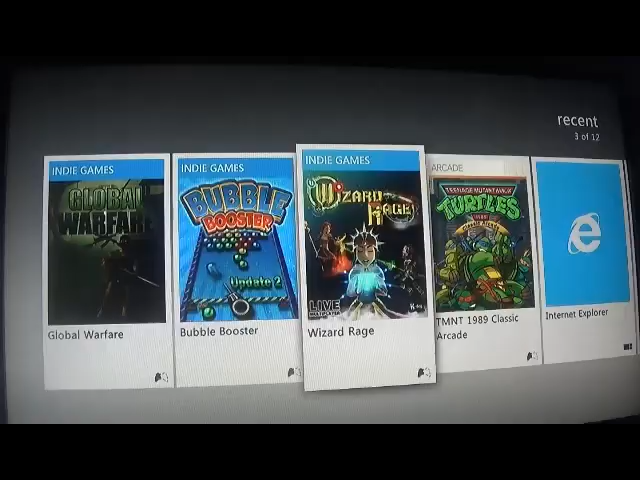 recent
3 of 12
INDIE GAMES
GLOBAL
WARFARE
Global Warfare
INDIE GAMES
BUBBLE
BOOSTER
Update 2
Bubble Booster
INDIE GAMES
Wizard
Rage
LIVE
MULTIPLAYER
Wizard Rage
ARCADE
TEENAGE MUTANT NINJA
TURTLES
TMNT 1989 Classic
Arcade
Internet Explorer